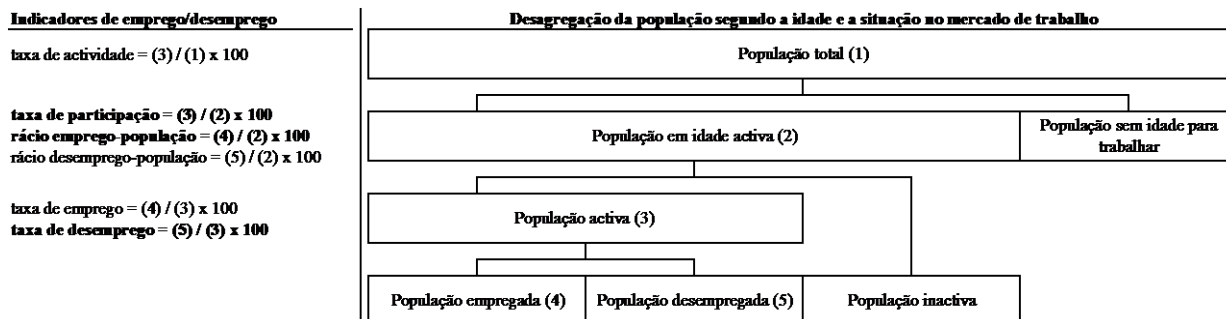 Indicadores de emprego/desemprego
Desagregação da população segundo a idade e a situação no mercado de trabalho
taxa de actividade = (3) / (1) x 100
População total (1)
taxa de participação = (3) / (2) x 100
rácio emprego-população = (4) / (2) x 100
rácio desemprego-população = (5) / (2) x 100
População em idade activa (2)
População sem idade para
trabalhar
taxa de emprego = (4) / (3) x 100
taxa de desemprego = (5) / (3) x 100
População activa (3)
População empregada (4)
População desempregada (5)
População inactiva